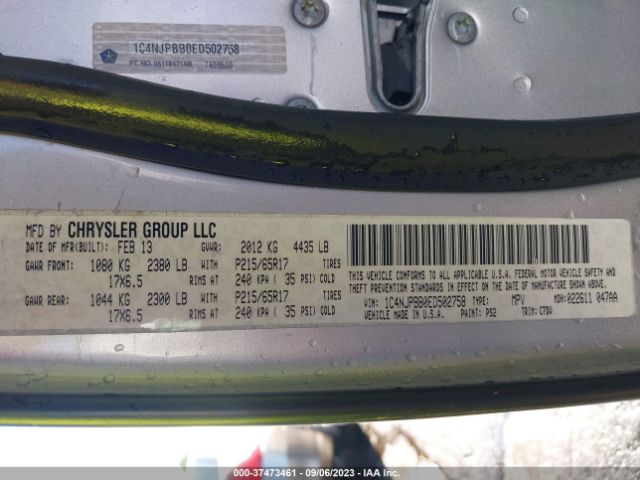 1C4NJPBB0ED502758
PT. NO. 05116471AB
MFD BY CHRYSLER GROUP LLC
DATE OF MFR(BUILT): FEB 13 GVWR: 2012 KG 4435 LB
GAWR FRONT: 1080 KG 2380 LB WITH P215/65R17 TIRES
17X6.5 RIMS AT 240 KPA ( 35 PSI) COLD
GAWR REAR: 1044 KG 2300 LB WITH P215/65R17 TIRES
17X6.5 RIMS AT 240 KPA ( 35 PSI) COLD
THIS VEHICLE CONFORMS TO ALL APPLICABLE U.S.A. FEDERAL MOTOR VEHICLE SAFETY AND
THEFT PREVENTION STANDARDS IN EFFECT ON THE DATE OF MANUFACTURE SHOWN ABOVE.
VIN: 1C4NJPBB0ED502758 TYPE: MPV MDH: 022611 047AA
VEHICLE MADE IN U.S.A. PAINT: PS2 TRIM:
000-37473461 - 09/06/2023 - IAA Inc.